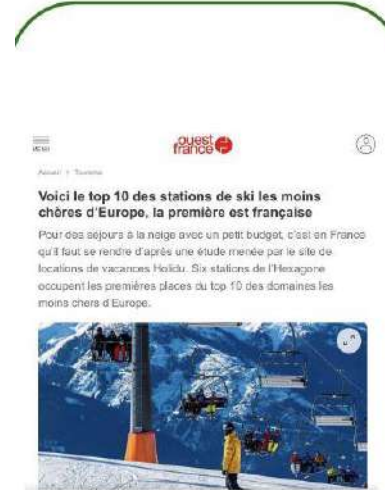 MENU
ouest
france
Accueil > Tourisme
Voici le top 10 des stations de ski les moins
chères d'Europe, la première est française
Pour des séjours à la neige avec un petit budget, c'est en France
qu'il faut se rendre d'après une étude menée par le site de
locations de vacances Holidu. Six stations de l'Hexagone
occupent les premières places du top 10 des domaines les
moins chers d'Europe.